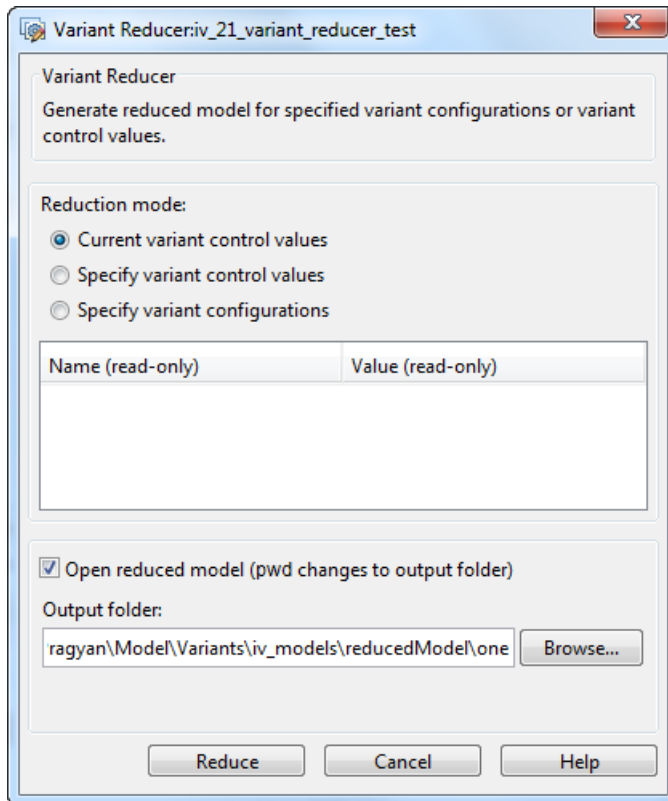 Variant Reducer:iv_21_variant_reducer_test
Variant Reducer
Generate reduced model for specified variant configurations or variant
control values.
Reduction mode:
Current variant control values
Specify variant control values
Specify variant configurations
Name (read-only) Value (read-only)
Open reduced model (pwd changes to output folder)
Output folder:
ragyan\Model\Variants\iv_models\reducedModel\one Browse...
Reduce Cancel Help